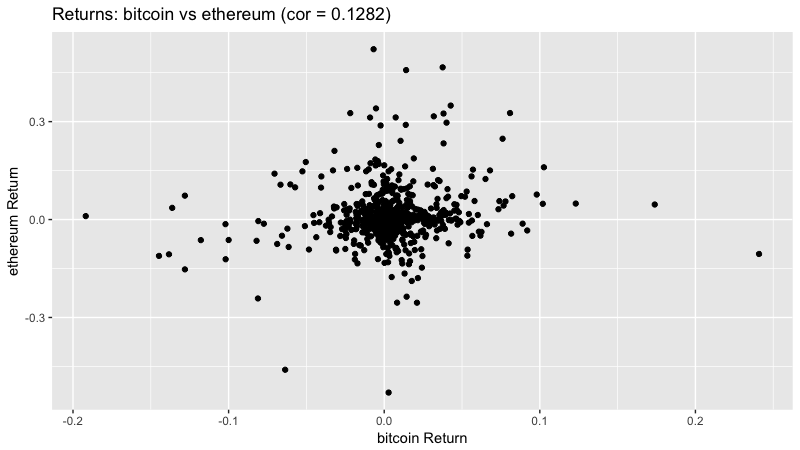 Returns: bitcoin vs ethereum (cor = 0.1282)
ethereum Return
0.3
0.0
-0.3
-0.2
-0.1
0.0
0.1
0.2
bitcoin Return